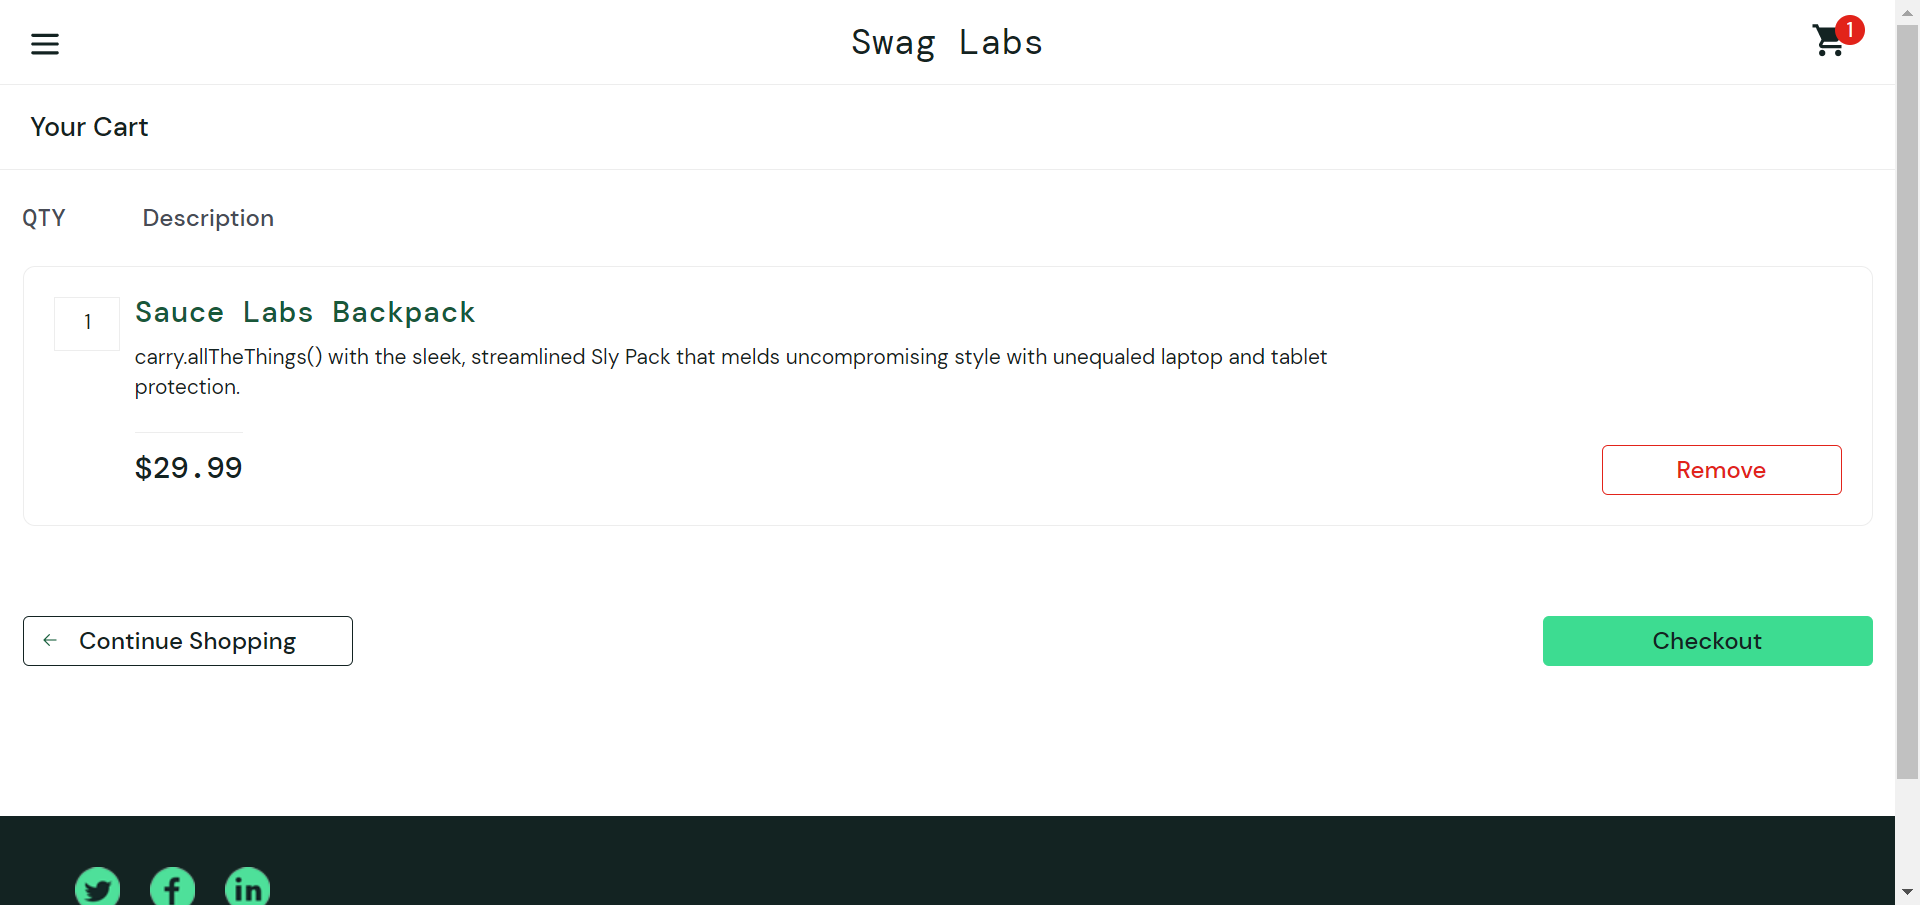 Swag Labs
1
Your Cart
QTY
Description
1
Sauce Labs Backpack
carry.allTheThings() with the sleek, streamlined Sly Pack that melds uncompromising style with unequaled laptop and tablet
protection.
$29.99
Remove
Continue Shopping
Checkout